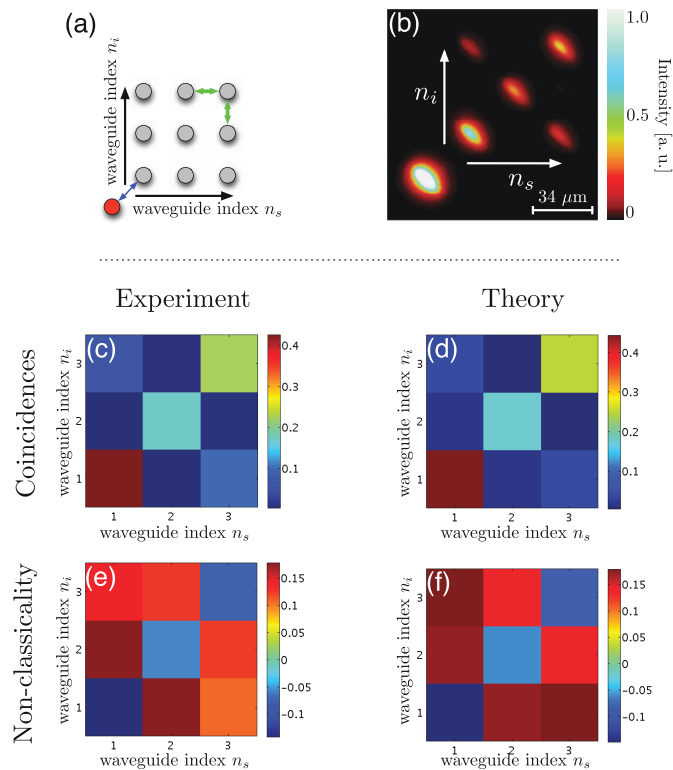 (a)
waveguide index n_i
waveguide index n_s
(b)
n_i
n_s
34 μm
1.0
0.5
0
Intensity [a. u.]
Experiment
Theory
Coincidences
(c)
waveguide index n_i
3
2
1
1 2 3
waveguide index n_s
0.4
0.3
0.2
0.1
(d)
waveguide index n_i
3
2
1
1 2 3
waveguide index n_s
0.4
0.3
0.2
0.1
Non-classicality
(e)
waveguide index n_i
3
2
1
1 2 3
waveguide index n_s
0.15
0.1
0.05
0
-0.05
-0.1
(f)
waveguide index n_i
3
2
1
1 2 3
waveguide index n_s
0.15
0.10
0.05
0.0
-0.05
-0.1
-0.15